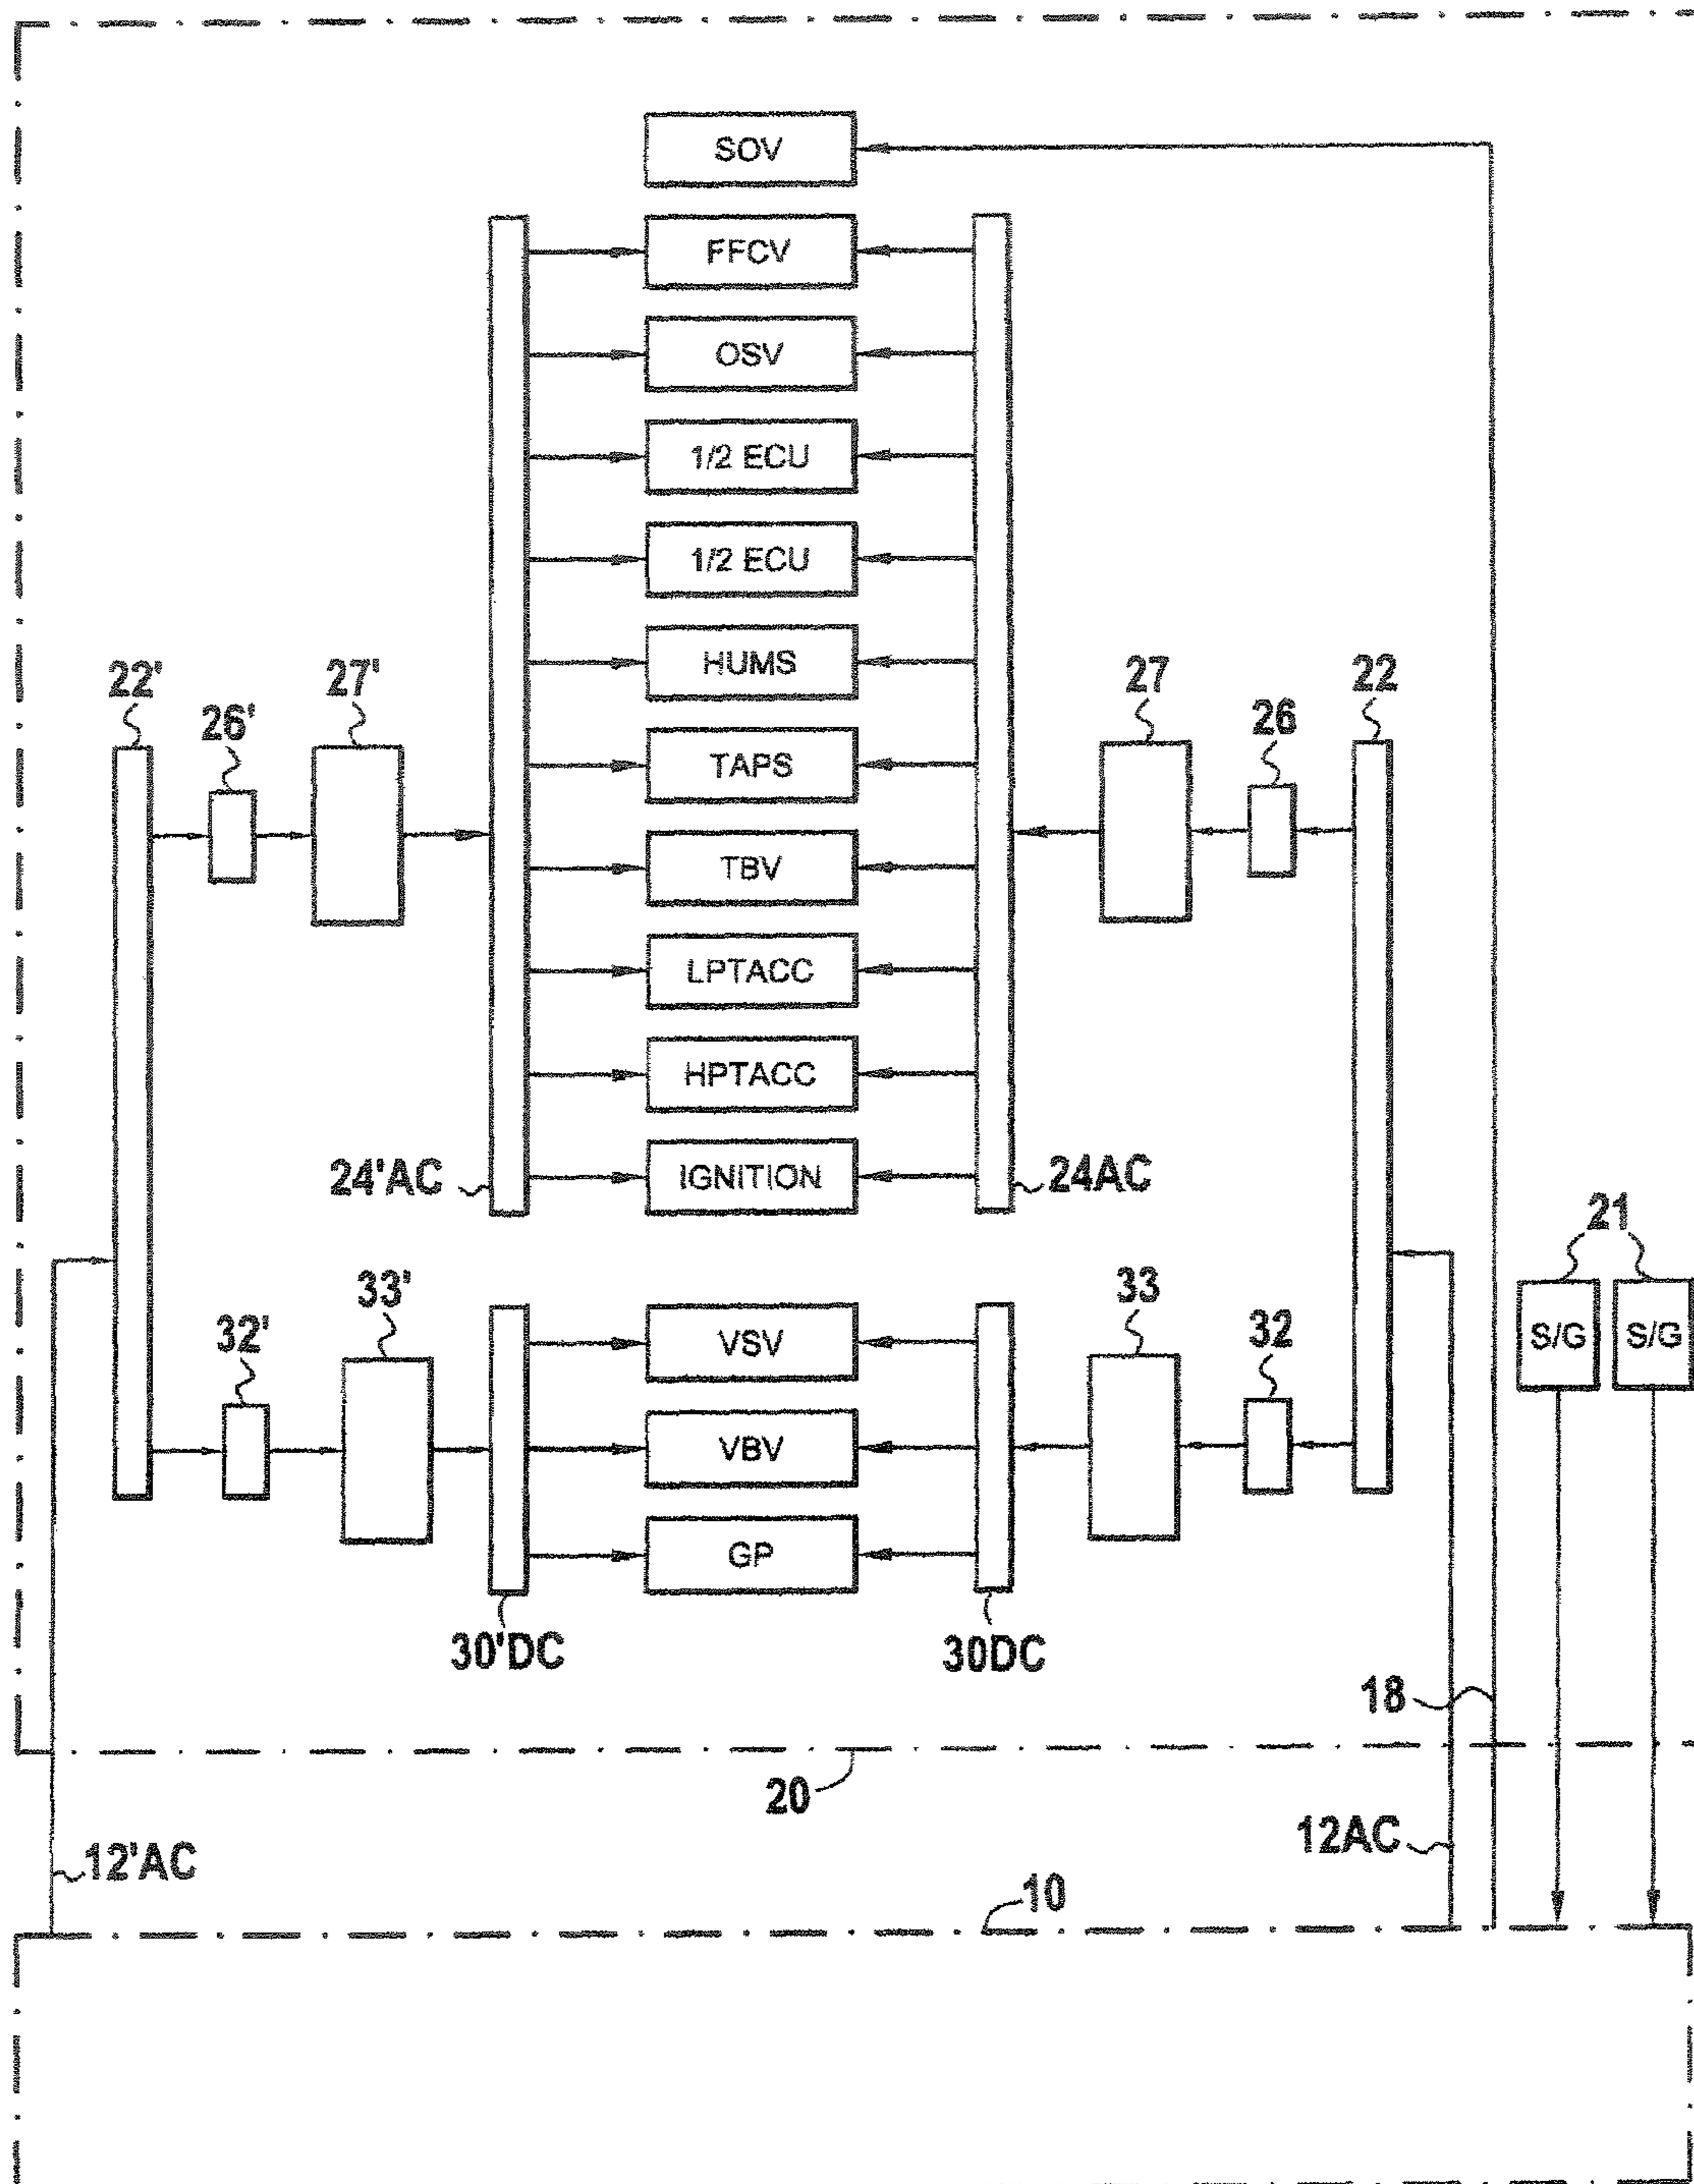 SOV
FFCV
OSV
1/2 ECU
1/2 ECU
HUMS
22'
27'
27
22
26'
26
TAPS
TBV
LPTACC
HPTACC
24'AC
IGNITION
24AC
21
33'
33
32'
VSV
32
S/G
S/G
VBV
GP
30'DC
30DC
18
20
12'AC
12AC
10